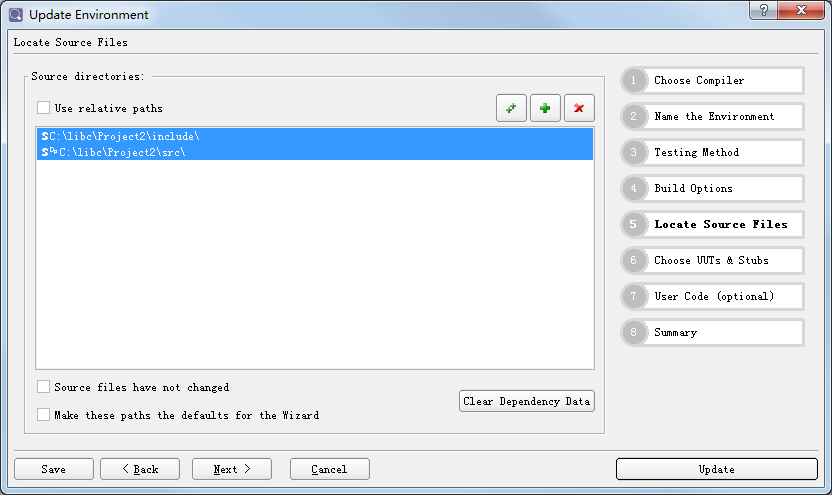 Update Environment
Locate Source Files
Source directories:
Use relative paths
S C:\libc\Project2\include\
S C:\libc\Project2\src\
Source files have not changed
Make these paths the defaults for the Wizard
Clear Dependency Data
1 Choose Compiler
2 Name the Environment
3 Testing Method
4 Build Options
5 Locate Source Files
6 Choose UUTs & Stubs
7 User Code (optional)
8 Summary
Save
< Back
Next >
Cancel
Update